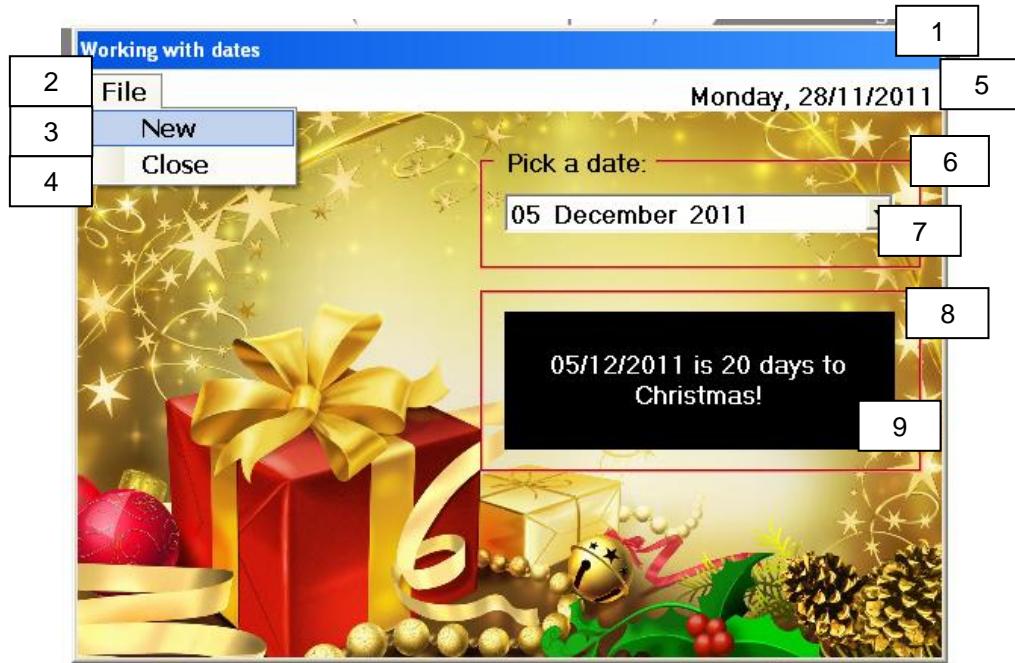 1
Working with dates
2
File
Monday, 28/11/2011
5
3
New
4
Close
Pick a date:
6
05 December 2011
7
8
05/12/2011 is 20 days to
Christmas!
9